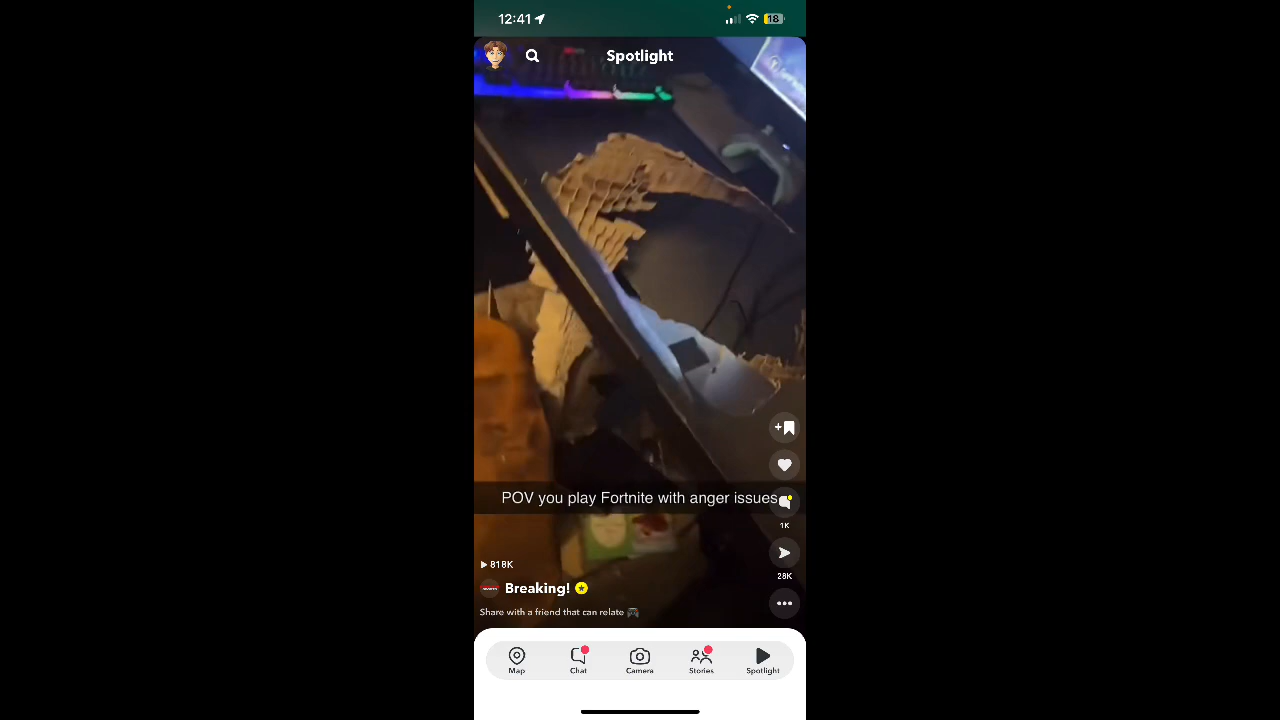 12:41
18
Spotlight
POV you play Fortnite with anger issues
1K
818K
28K
Breaking!
Share with a friend that can relate
Map
Chat
Camera
Stories
Spotlight